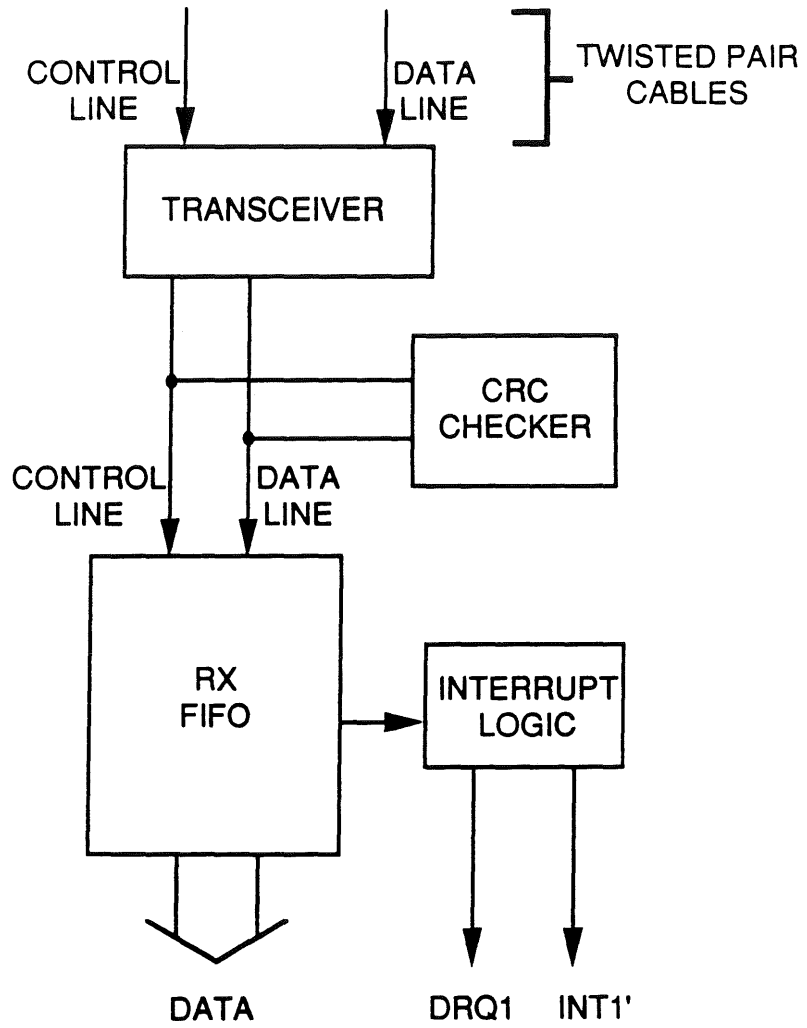 CONTROL
LINE
DATA
LINE
TWISTED PAIR
CABLES
TRANSCEIVER
CRC
CHECKER
CONTROL
LINE
DATA
LINE
RX
FIFO
INTERRUPT
LOGIC
DATA
DRQ1
INT1'